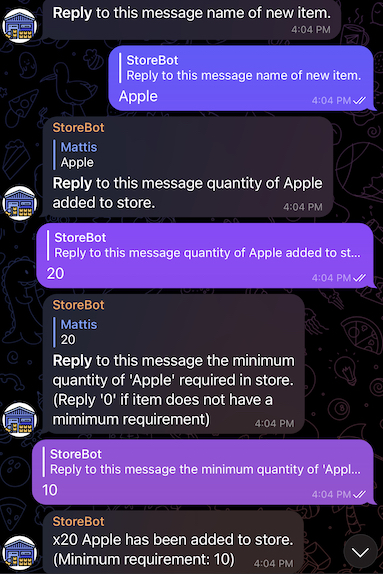 Reply to this message name of new item.
4:04 PM
StoreBot
Reply to this message name of new item.
Apple
4:04 PM
StoreBot
Mattis
Apple
Reply to this message quantity of Apple
added to store.
4:04 PM
StoreBot
Reply to this message quantity of Apple added to st...
20
4:04 PM
StoreBot
Mattis
20
Reply to this message the minimum
quantity of 'Apple' required in store.
(Reply '0' if item does not have a
mimimum requirement)
4:04 PM
StoreBot
Reply to this message the minimum quantity of 'Appl...
10
4:04 PM
StoreBot
x20 Apple has been added to store.
(Minimum requirement: 10)
4:04 PM